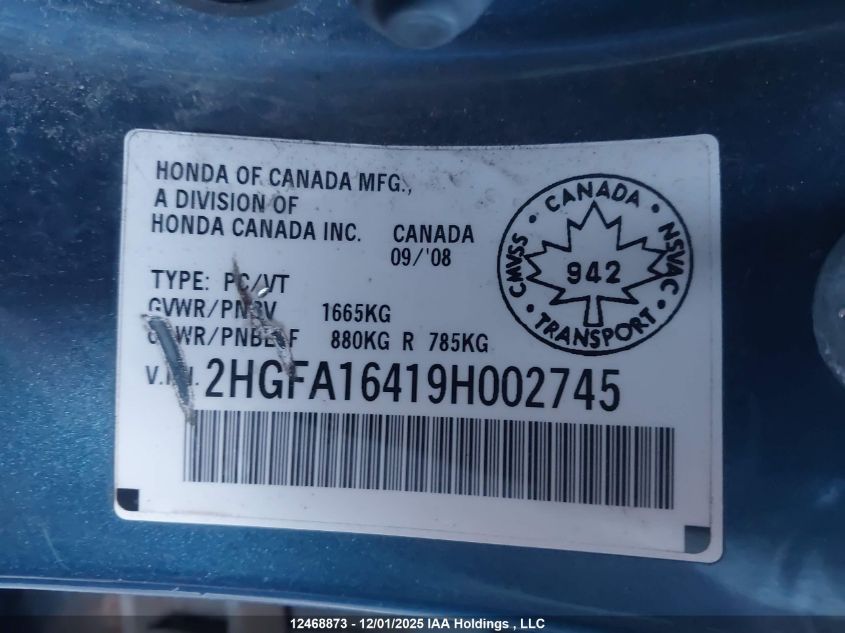 HONDA OF CANADA MFG.,
A DIVISION OF
HONDA CANADA INC. CANADA
09/'08
TYPE: PC/VT
GVWR/PNBV 1665KG
880KG R 785KG
V.I.N. 2HGFA16419H002745
CANADA
CMVSS
942
NSVAC
TRANSPORT
12468873 - 12/01/2025 IAA Holdings , LLC